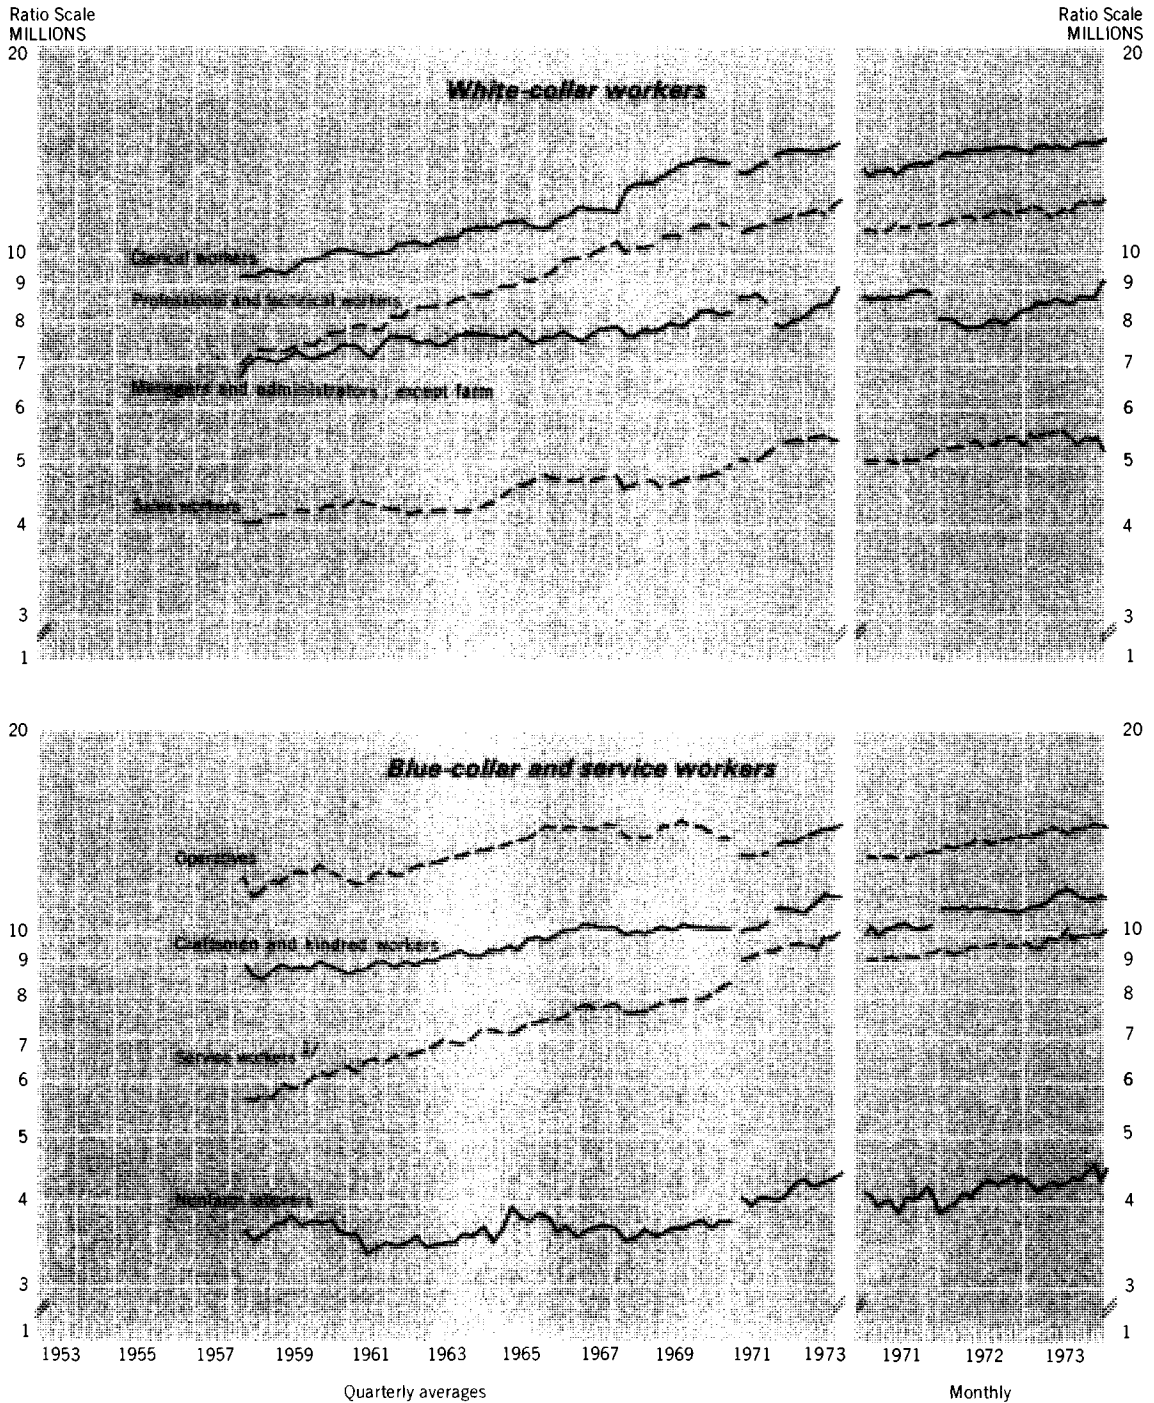 Ratio Scale
MILLIONS
Ratio Scale
MILLIONS
20
20
White-collar workers
10
10
Clerical workers
9
9
Professional and technical workers
8
8
7
7
Managers and administrators, except farm
6
6
5
5
Sales workers
4
4
3
3
1
1
20
20
Blue-collar and service workers
Operatives
10
10
Craftsmen and kindred workers
9
9
8
8
7
7
Service workers
6
6
5
5
4
4
Nonfarm laborers
3
3
1
1
1953 1955 1957 1959 1961 1963 1965 1967 1969 1971 1973 1971 1972 1973
Quarterly averages
Monthly